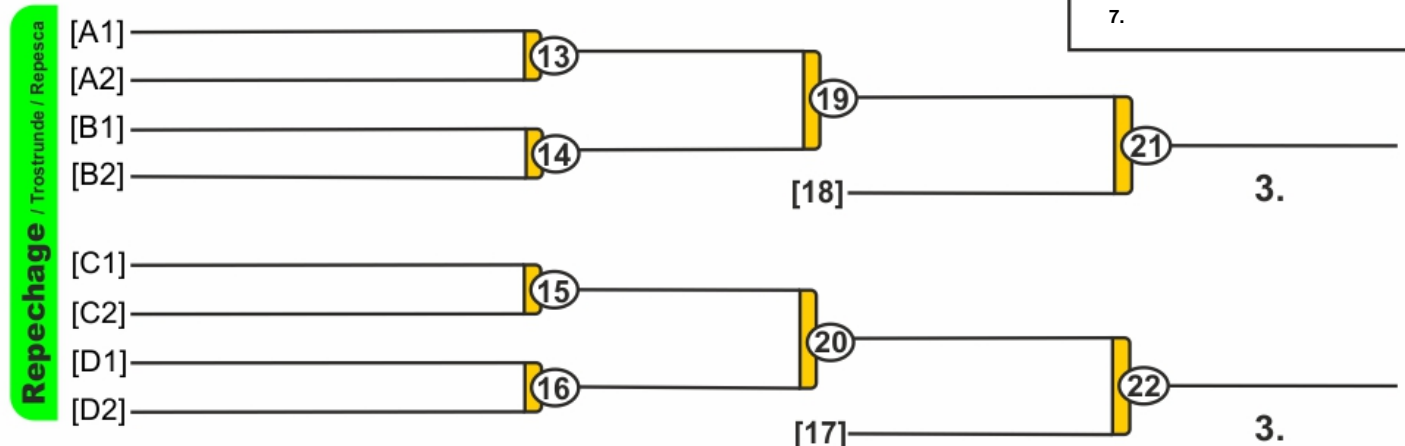 Repechage / Trostrunde / Repesca
7.
[A1]
[A2]
13
[B1]
[B2]
14
19
[18]
21
3.
[C1]
[C2]
15
[D1]
[D2]
16
20
[17]
22
3.